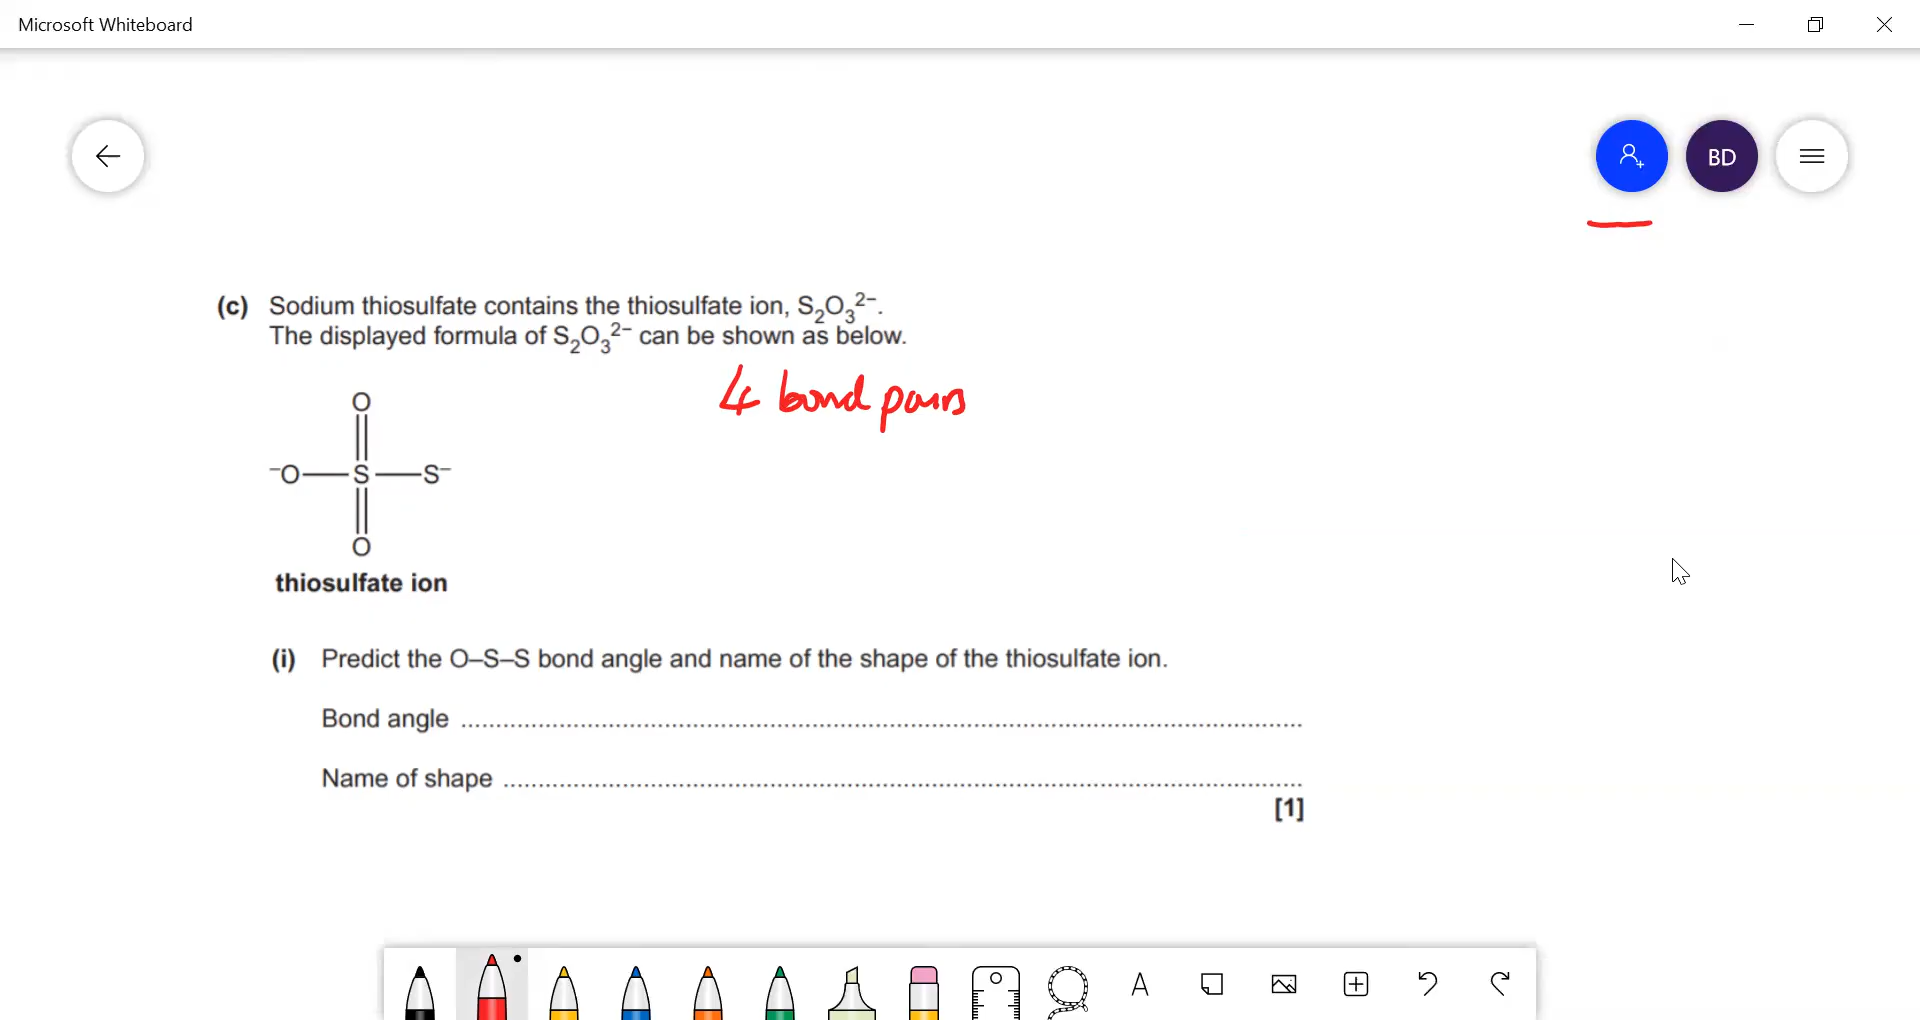 Microsoft Whiteboard
BD
(c) Sodium thiosulfate contains the thiosulfate ion, S₂O₃²⁻.
The displayed formula of S₂O₃²⁻ can be shown as below.
4 bond pairs
O
⁻O—S—S⁻
O
thiosulfate ion
(i) Predict the O–S–S bond angle and name of the shape of the thiosulfate ion.
Bond angle ........................................................................................................................
Name of shape ..................................................................................................................
[1]
A